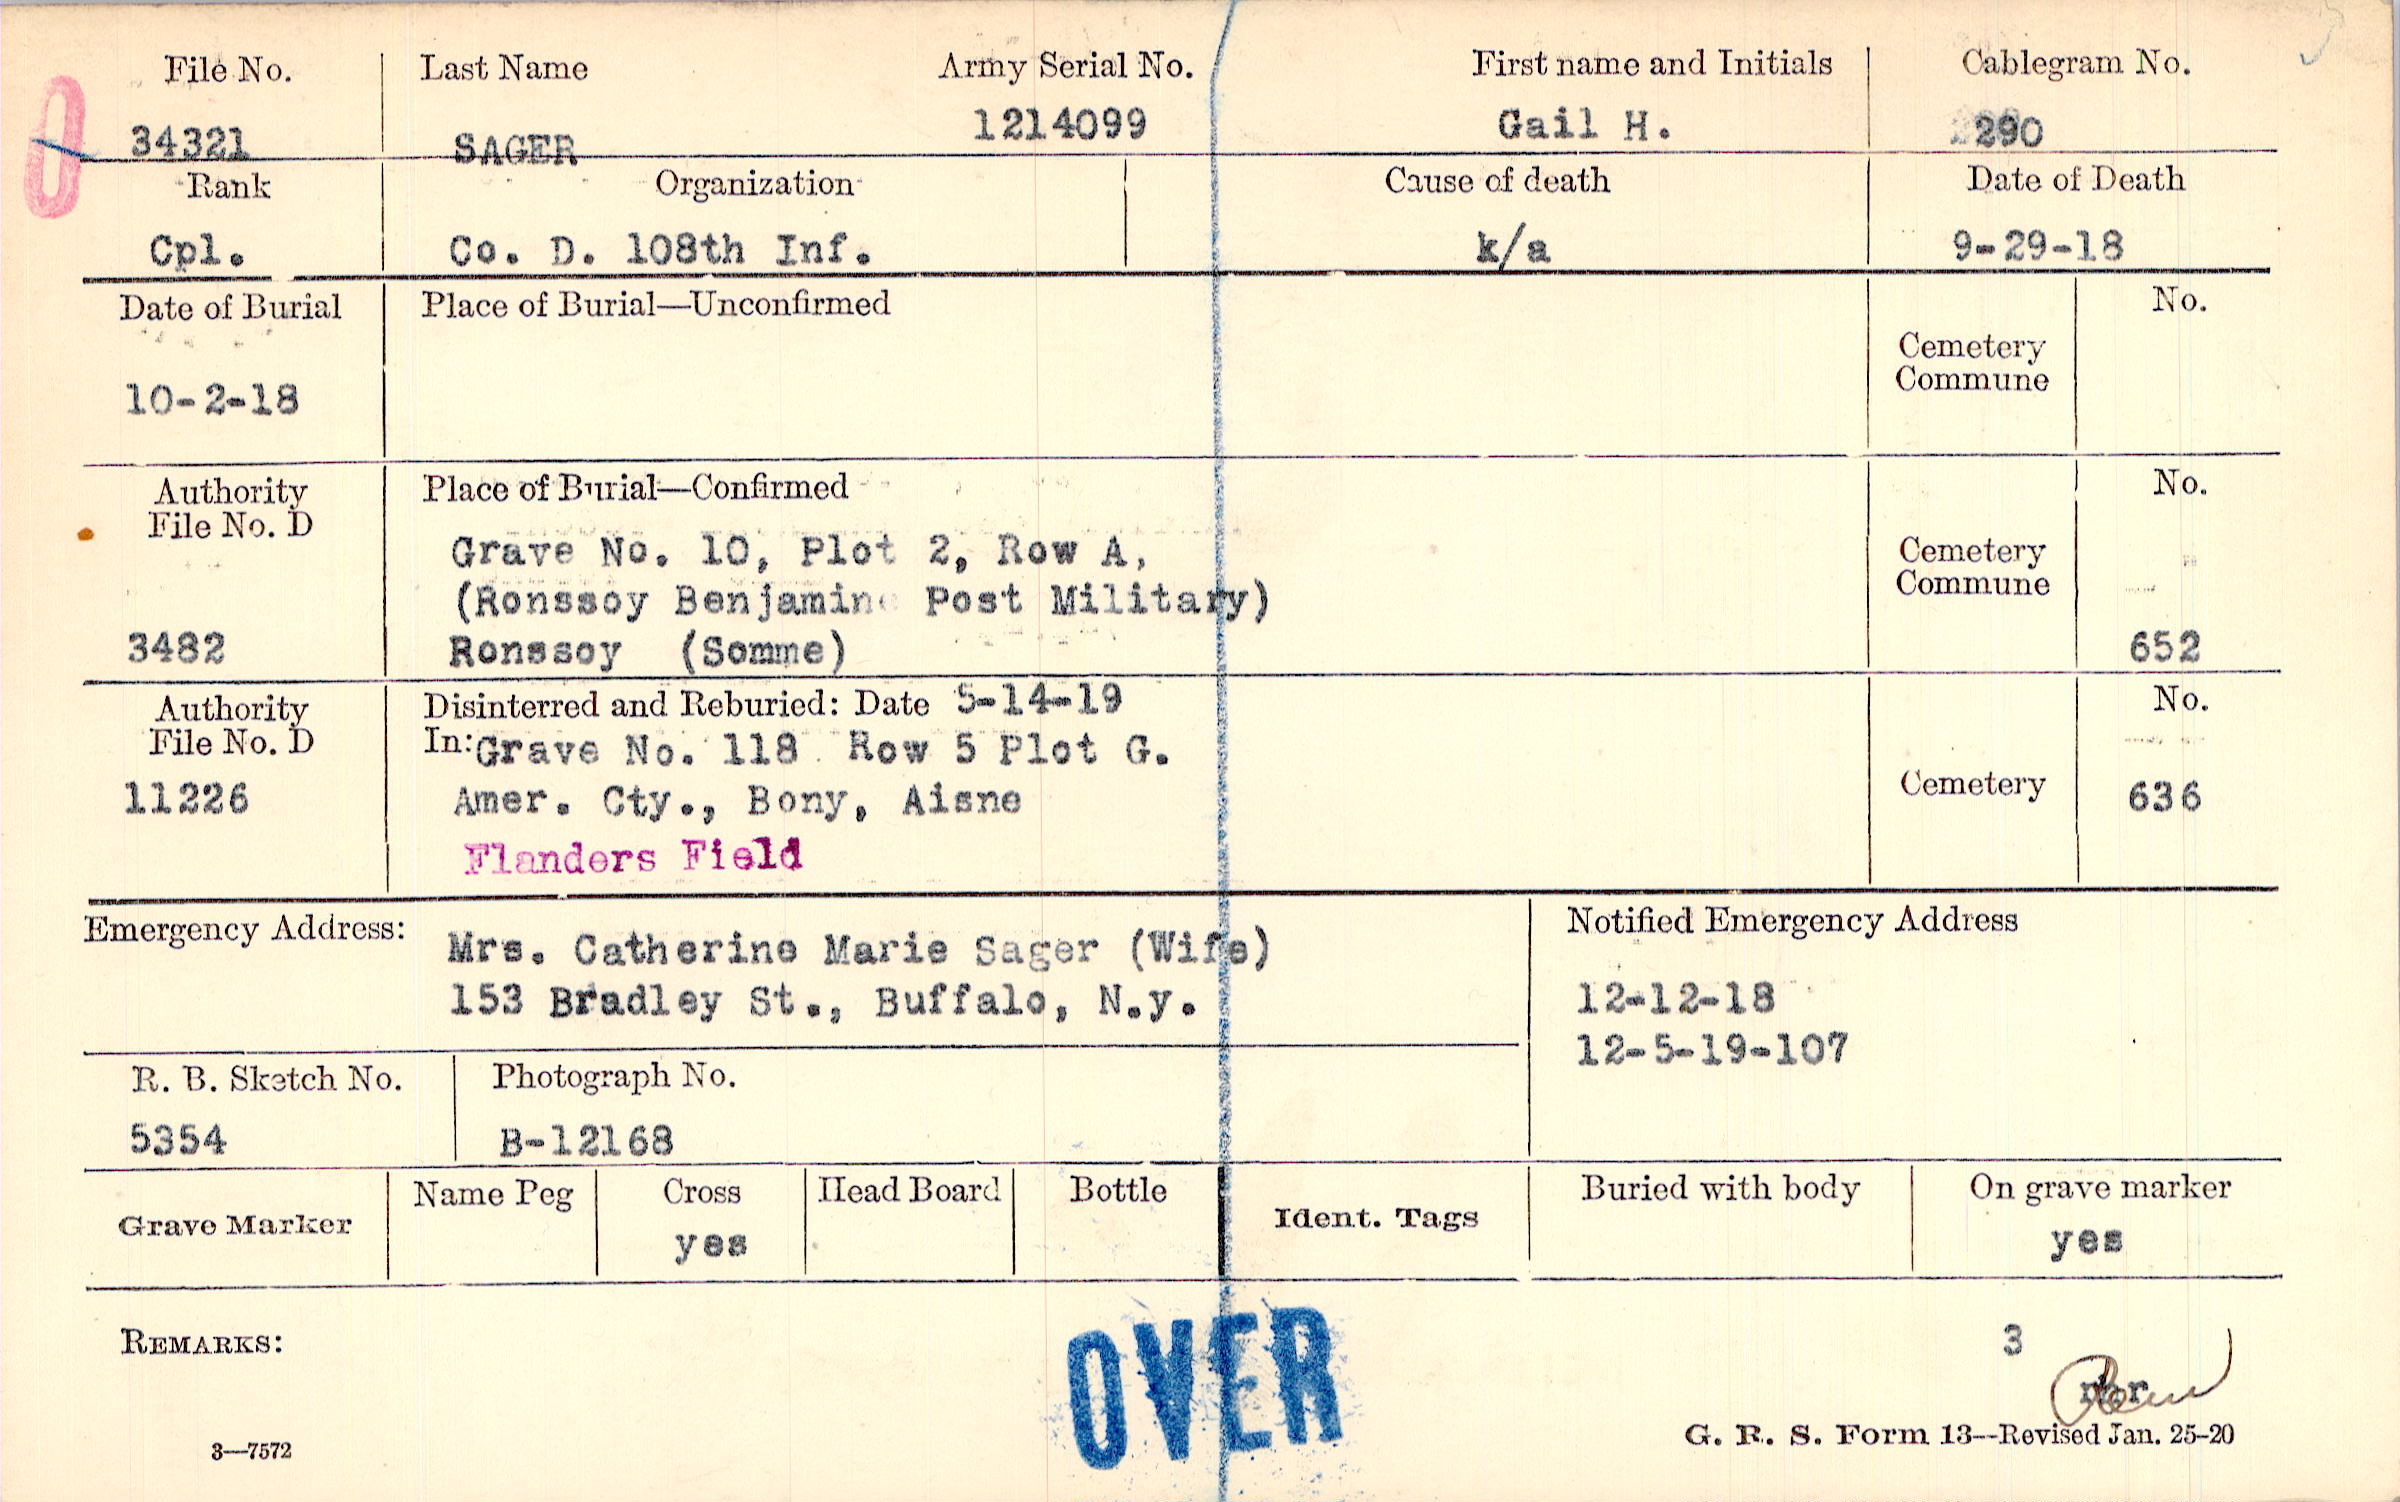 File No. Last Name Army Serial No. First name and Initials Cablegram No.
34321 SAGER 1214099 Gail H. 290
Rank Organization Cause of death Date of Death
Cpl. Co. D. 108th Inf. k/a 9-29-18
Date of Burial Place of Burial—Unconfirmed No.
Cemetery
Commune
10-2-18
Authority Place of Burial—Confirmed No.
File No. D
Grave No. 10, Plot 2, Row A, Cemetery
(Ronssoy Benjamin Post Military) Commune
3482 Ronssoy (Somme) 652
Authority Disinterred and Reburied: Date 5-14-19 No.
File No. D In: Grave No. 118 Row 5 Plot G.
11226 Amer. Cty., Bony, Aisne Cemetery 636
Flanders Field
Emergency Address: Notified Emergency Address
Mrs. Catherine Marie Sager (Wife)
153 Bradley St., Buffalo, N.y. 12-12-18
12-5-19-107
R. B. Sketch No. Photograph No.
5354 B-12168
Grave Marker Name Peg Cross Head Board Bottle Ident. Tags Buried with body On grave marker
yes yes
REMARKS: 3
OVER
3—7572 G. R. S. Form 13—Revised Jan. 25-20